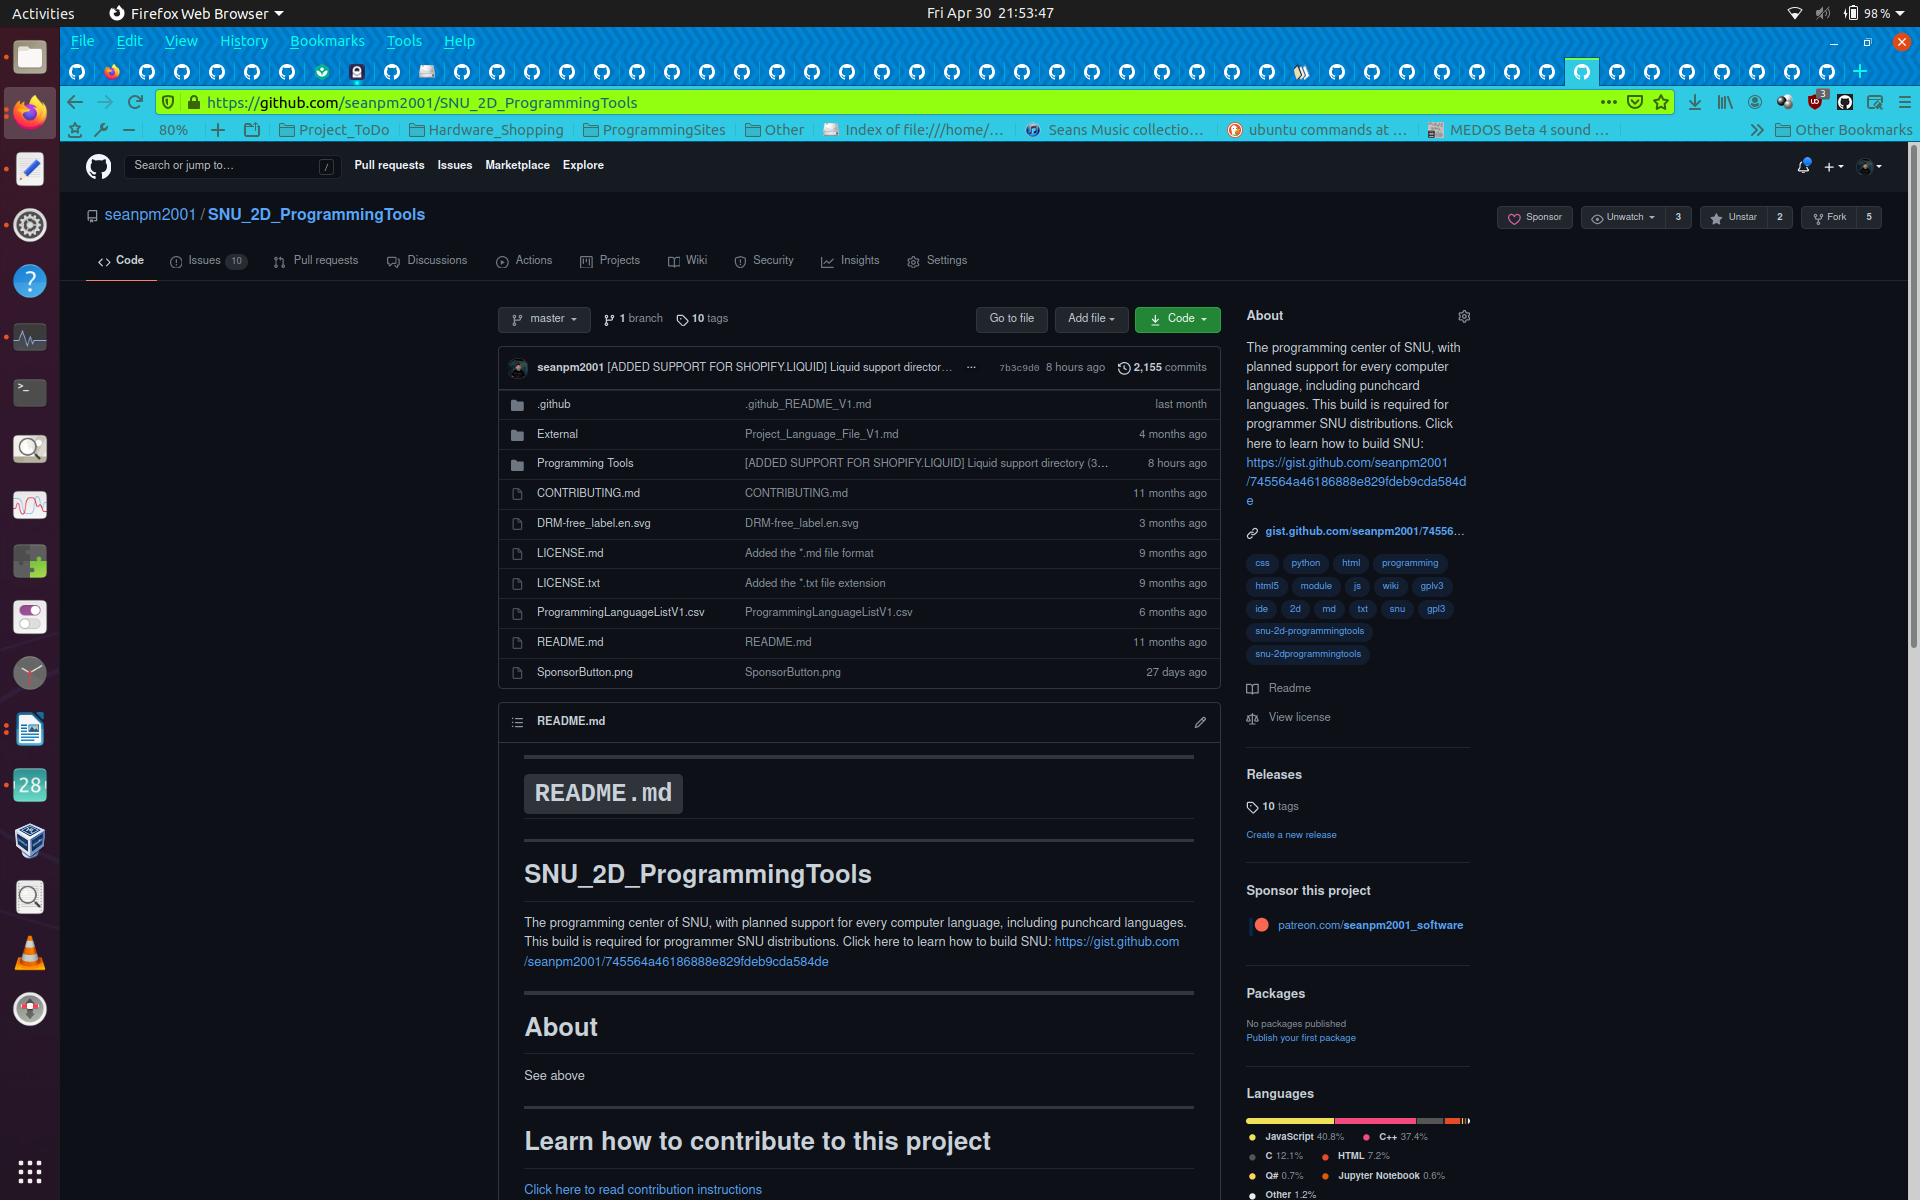 Activities Firefox Web Browser Fri Apr 30 21:53:47 98 %
File Edit View History Bookmarks Tools Help
https://github.com/seanpm2001/SNU_2D_ProgrammingTools 3
80% Project_ToDo Hardware_Shopping ProgrammingSites Other Index of file:///home/... Seans Music collectio... ubuntu commands at ... MEDOS Beta 4 sound ... Other Bookmarks
Search or jump to... / Pull requests Issues Marketplace Explore
seanpm2001 / SNU_2D_ProgrammingTools Sponsor Unwatch 3 Unstar 2 Fork 5
Code Issues 10 Pull requests Discussions Actions Projects Wiki Security Insights Settings
master 1 branch 10 tags Go to file Add file Code
seanpm2001 [ADDED SUPPORT FOR SHOPIFY.LIQUID] Liquid support director... ... 7b3c9d0 8 hours ago 2,155 commits
.github .github_README_V1.md last month
External Project_Language_File_V1.md 4 months ago
Programming Tools [ADDED SUPPORT FOR SHOPIFY.LIQUID] Liquid support directory (3... 8 hours ago
CONTRIBUTING.md CONTRIBUTING.md 11 months ago
DRM-free_label.en.svg DRM-free_label.en.svg 3 months ago
LICENSE.md Added the *.md file format 9 months ago
LICENSE.txt Added the *.txt file extension 9 months ago
ProgrammingLanguageListV1.csv ProgrammingLanguageListV1.csv 6 months ago
README.md README.md 11 months ago
SponsorButton.png SponsorButton.png 27 days ago
README.md
README.md
SNU_2D_ProgrammingTools
The programming center of SNU, with planned support for every computer language, including punchcard languages.
This build is required for programmer SNU distributions. Click here to learn how to build SNU: https://gist.github.com
/seanpm2001/745564a46186888e829fdeb9cda584de
About
See above
Learn how to contribute to this project
Click here to read contribution instructions
About
The programming center of SNU, with
planned support for every computer
language, including punchcard
languages. This build is required for
programmer SNU distributions. Click
here to learn how to build SNU:
https://gist.github.com/seanpm2001
/745564a46186888e829fdeb9cda584d
e
gist.github.com/seanpm2001/74556...
css python html programming
html5 module js wiki gplv3
ide 2d md txt snu gpl3
snu-2d-programmingtools
snu-2dprogrammingtools
Readme
View license
Releases
10 tags
Create a new release
Sponsor this project
patreon.com/seanpm2001_software
Packages
No packages published
Publish your first package
Languages
JavaScript 40.8% C++ 37.4%
C 12.1% HTML 7.2%
Q# 0.7% Jupyter Notebook 0.6%
Other 1.2%
28